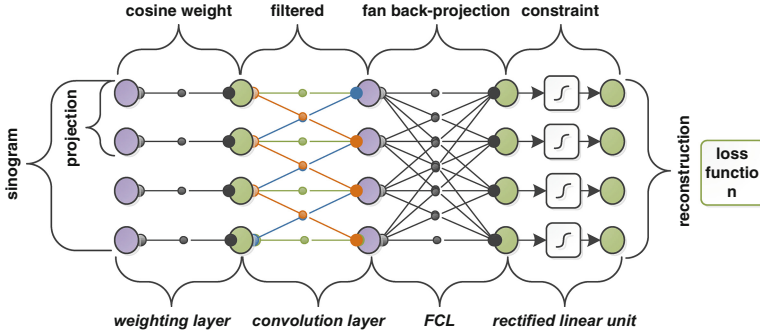 cosine weight
filtered
fan back-projection
constraint
sinogram
projection
reconstruction
loss
functio
n
weighting layer
convolution layer
FCL
rectified linear unit